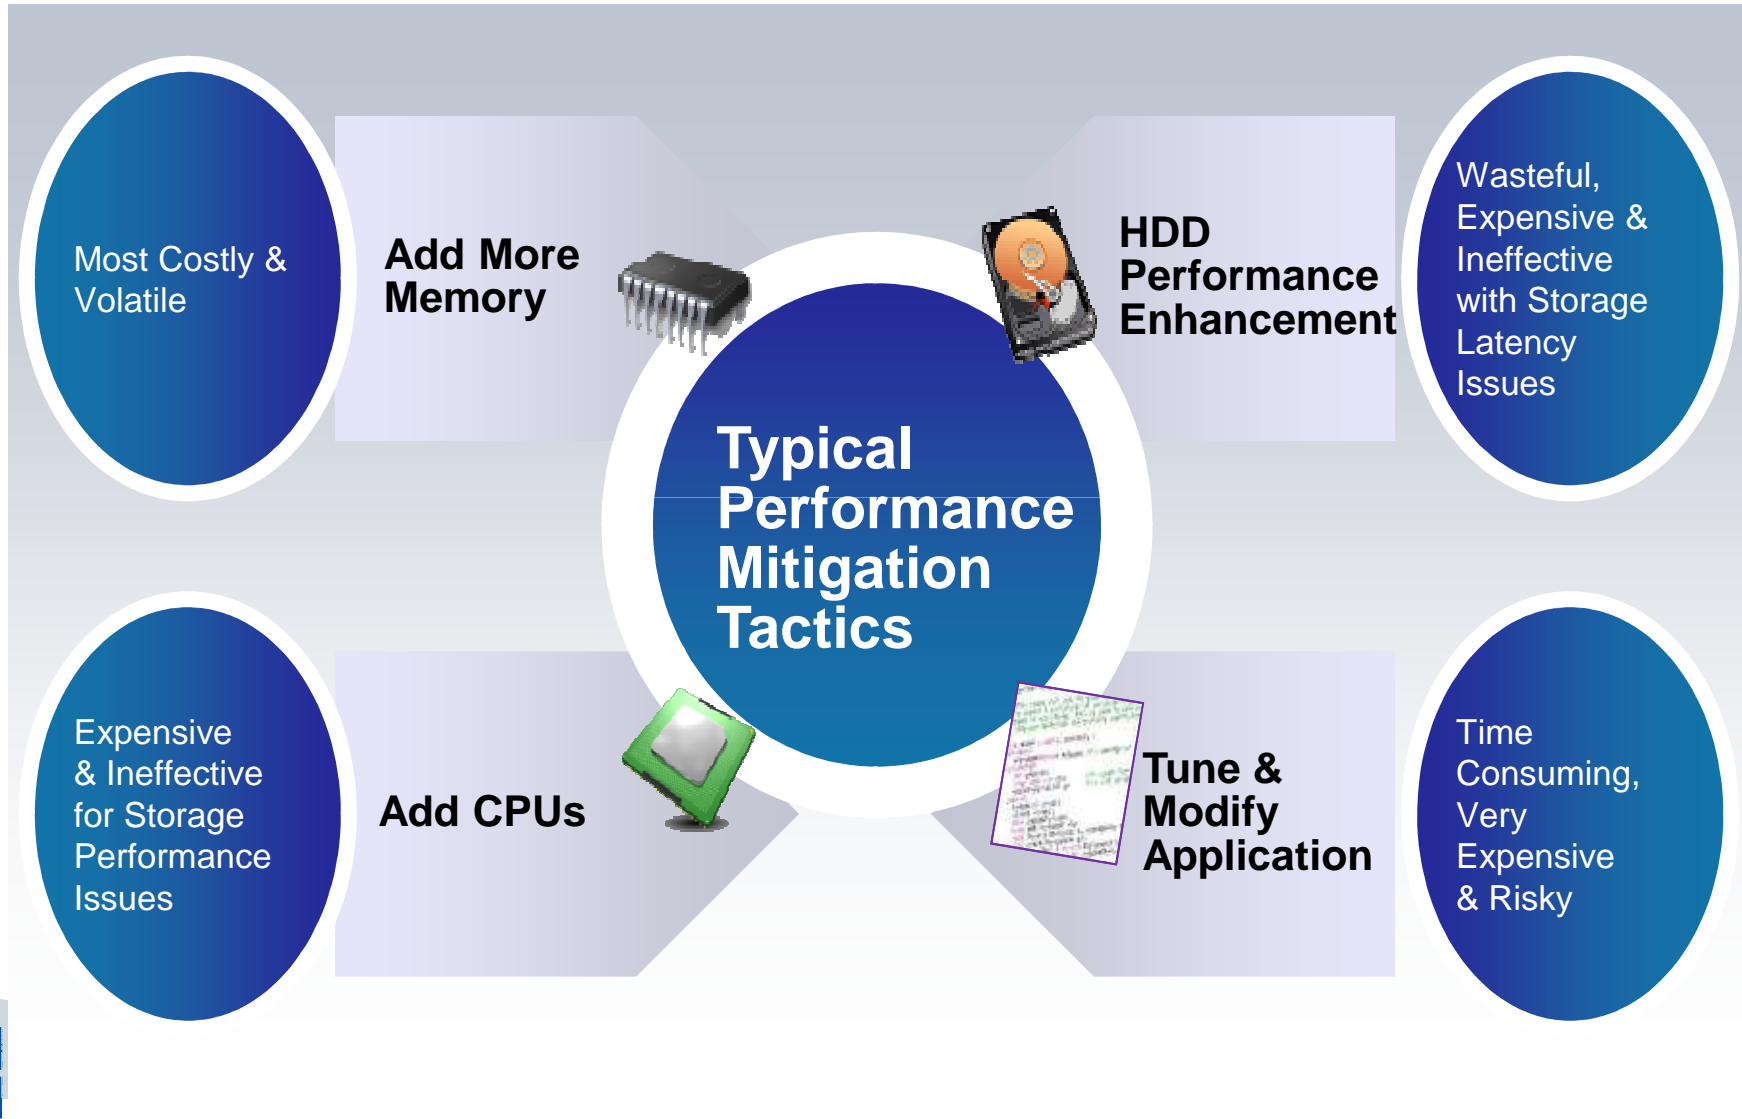 Most Costly &
Volatile
Add More
Memory
HDD
Performance
Enhancement
Wasteful,
Expensive &
Ineffective
with Storage
Latency
Issues
Typical
Performance
Mitigation
Tactics
Expensive
& Ineffective
for Storage
Performance
Issues
Add CPUs
Tune &
Modify
Application
Time
Consuming,
Very
Expensive
& Risky